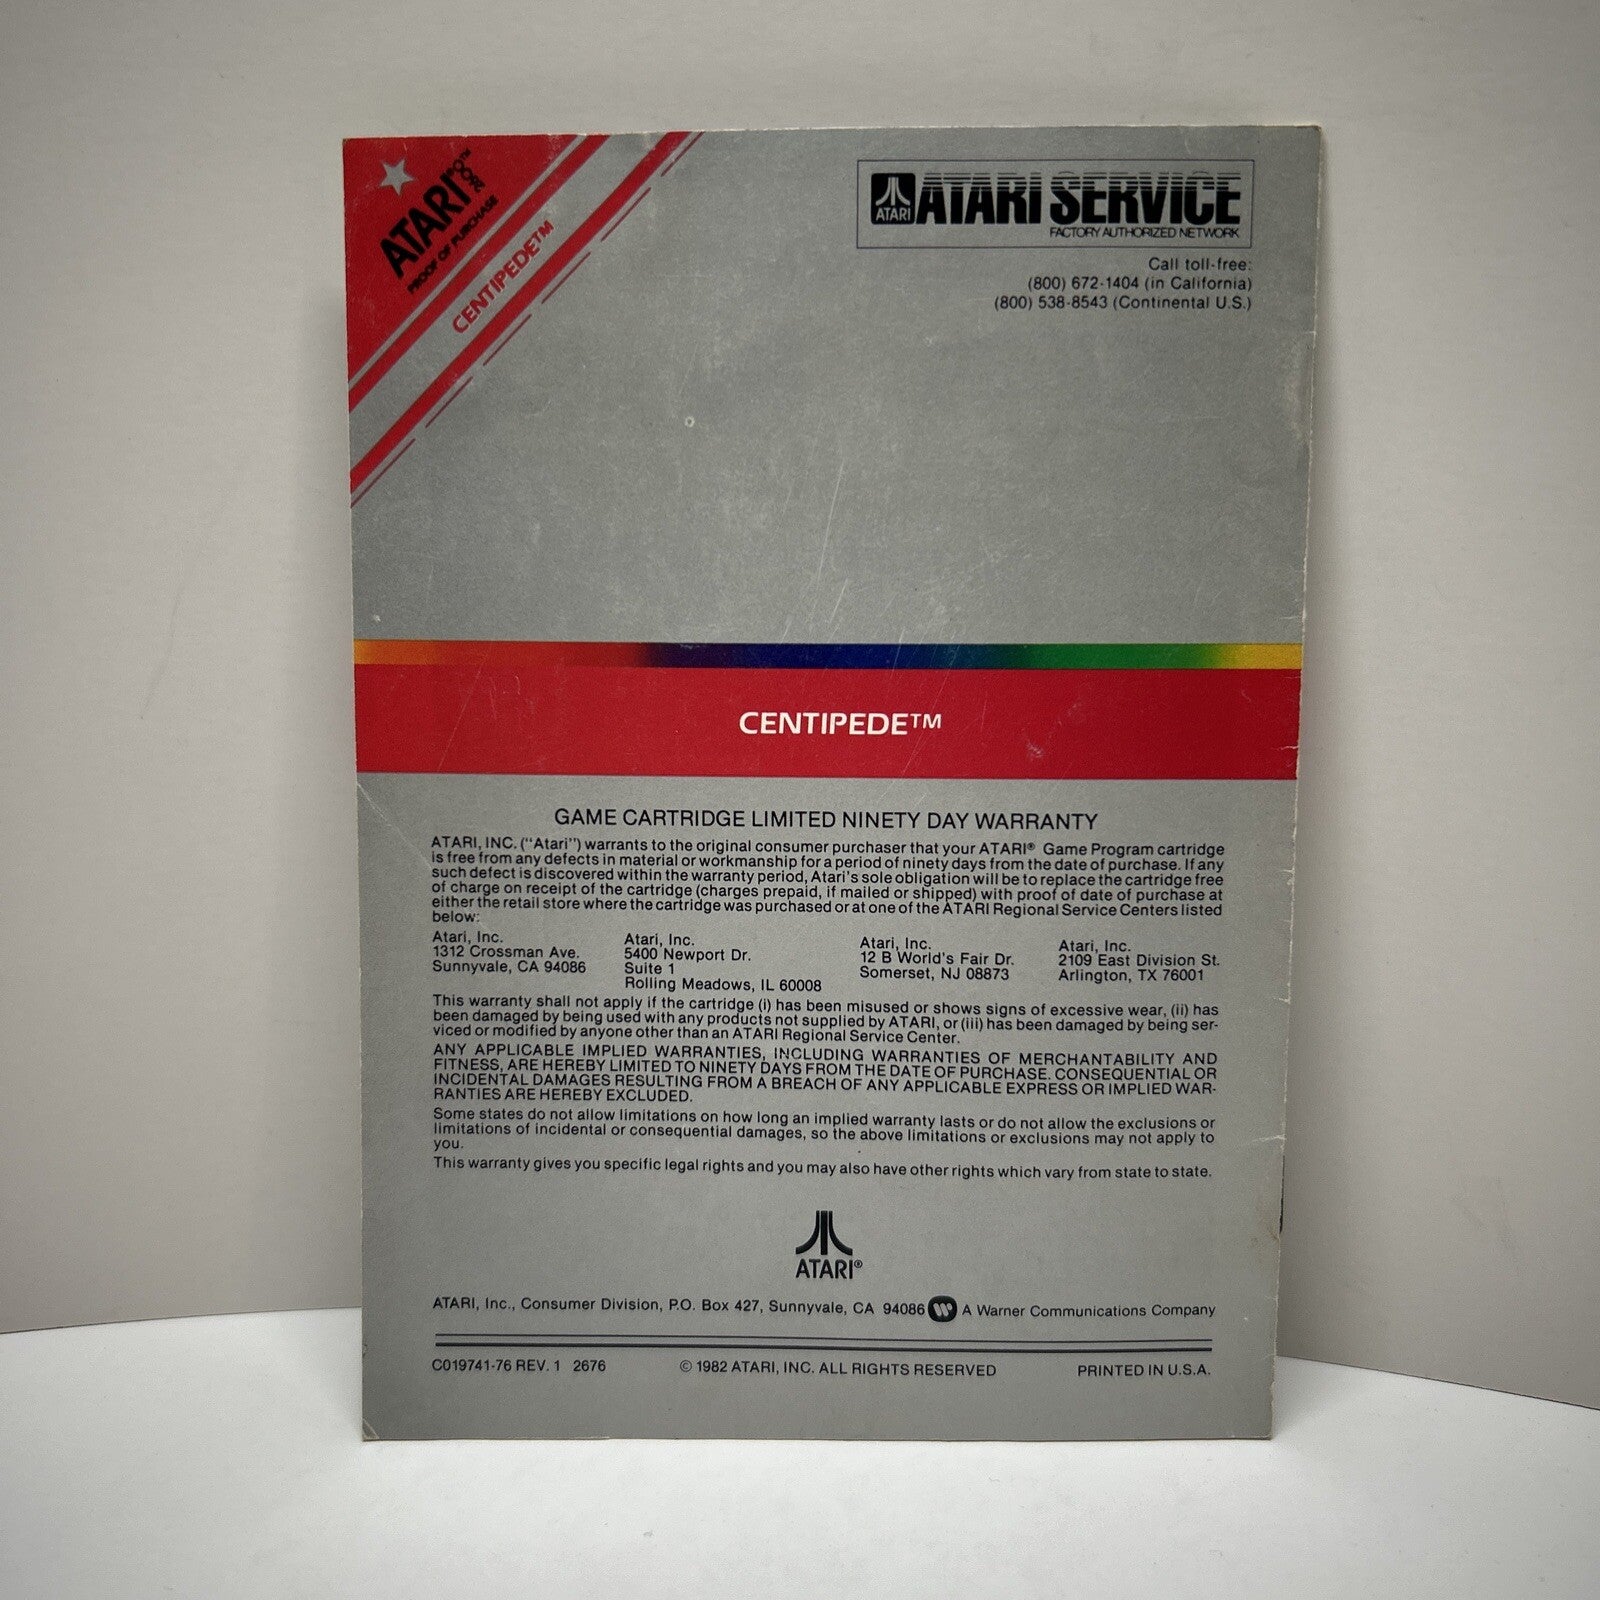 ATARI 2600™
PROOF OF PURCHASE
CENTIPEDE™
ATARI
ATARI SERVICE
FACTORY AUTHORIZED NETWORK
Call toll-free:
(800) 672-1404 (in California)
(800) 538-8543 (Continental U.S.)
CENTIPEDE™
GAME CARTRIDGE LIMITED NINETY DAY WARRANTY
ATARI, INC. ("Atari") warrants to the original consumer purchaser that your ATARI® Game Program cartridge
is free from any defects in material or workmanship for a period of ninety days from the date of purchase. If any
such defect is discovered within the warranty period, Atari's sole obligation will be to replace the cartridge free
of charge on receipt of the cartridge (charges prepaid, if mailed or shipped) with proof of date of purchase at
either the retail store where the cartridge was purchased or at one of the ATARI Regional Service Centers listed
below:
Atari, Inc.
1312 Crossman Ave.
Sunnyvale, CA 94086
Atari, Inc.
5400 Newport Dr.
Suite 1
Rolling Meadows, IL 60008
Atari, Inc.
12 B World's Fair Dr.
Somerset, NJ 08873
Atari, Inc.
2109 East Division St.
Arlington, TX 76001
This warranty shall not apply if the cartridge (i) has been misused or shows signs of excessive wear, (ii) has
been damaged by being used with any products not supplied by ATARI, or (iii) has been damaged by being ser-
viced or modified by anyone other than an ATARI Regional Service Center.
ANY APPLICABLE IMPLIED WARRANTIES, INCLUDING WARRANTIES OF MERCHANTABILITY AND
FITNESS, ARE HEREBY LIMITED TO NINETY DAYS FROM THE DATE OF PURCHASE. CONSEQUENTIAL OR
INCIDENTAL DAMAGES RESULTING FROM A BREACH OF ANY APPLICABLE EXPRESS OR IMPLIED WAR-
RANTIES ARE HEREBY EXCLUDED.
Some states do not allow limitations on how long an implied warranty lasts or do not allow the exclusions or
limitations of incidental or consequential damages, so the above limitations or exclusions may not apply to
you.
This warranty gives you specific legal rights and you may also have other rights which vary from state to state.
ATARI®
ATARI, Inc., Consumer Division, P.O. Box 427, Sunnyvale, CA 94086 A Warner Communications Company
C019741-76 REV. 1 2676 © 1982 ATARI, INC. ALL RIGHTS RESERVED PRINTED IN U.S.A.